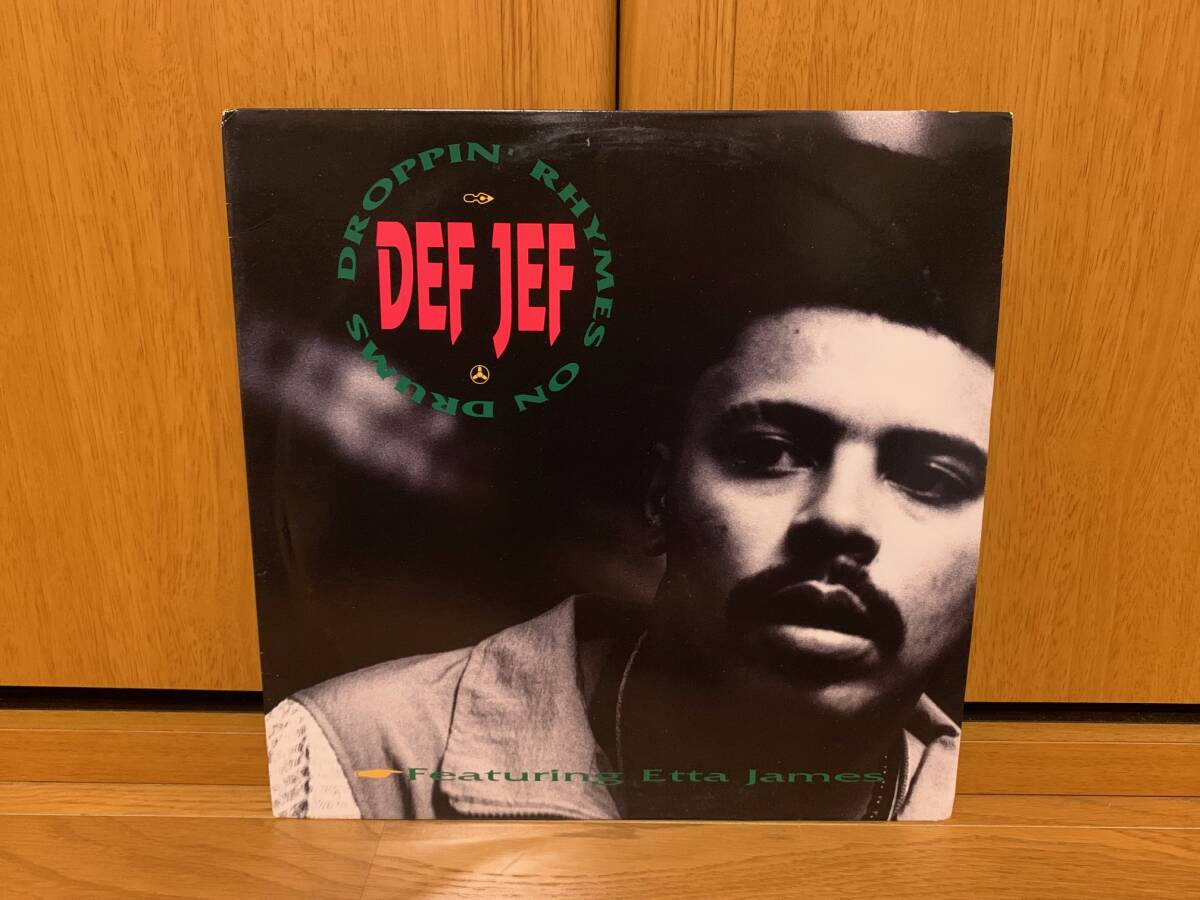 DROPPIN' RHYMES ON DRUMS
DEF JEF
Featuring Etta James